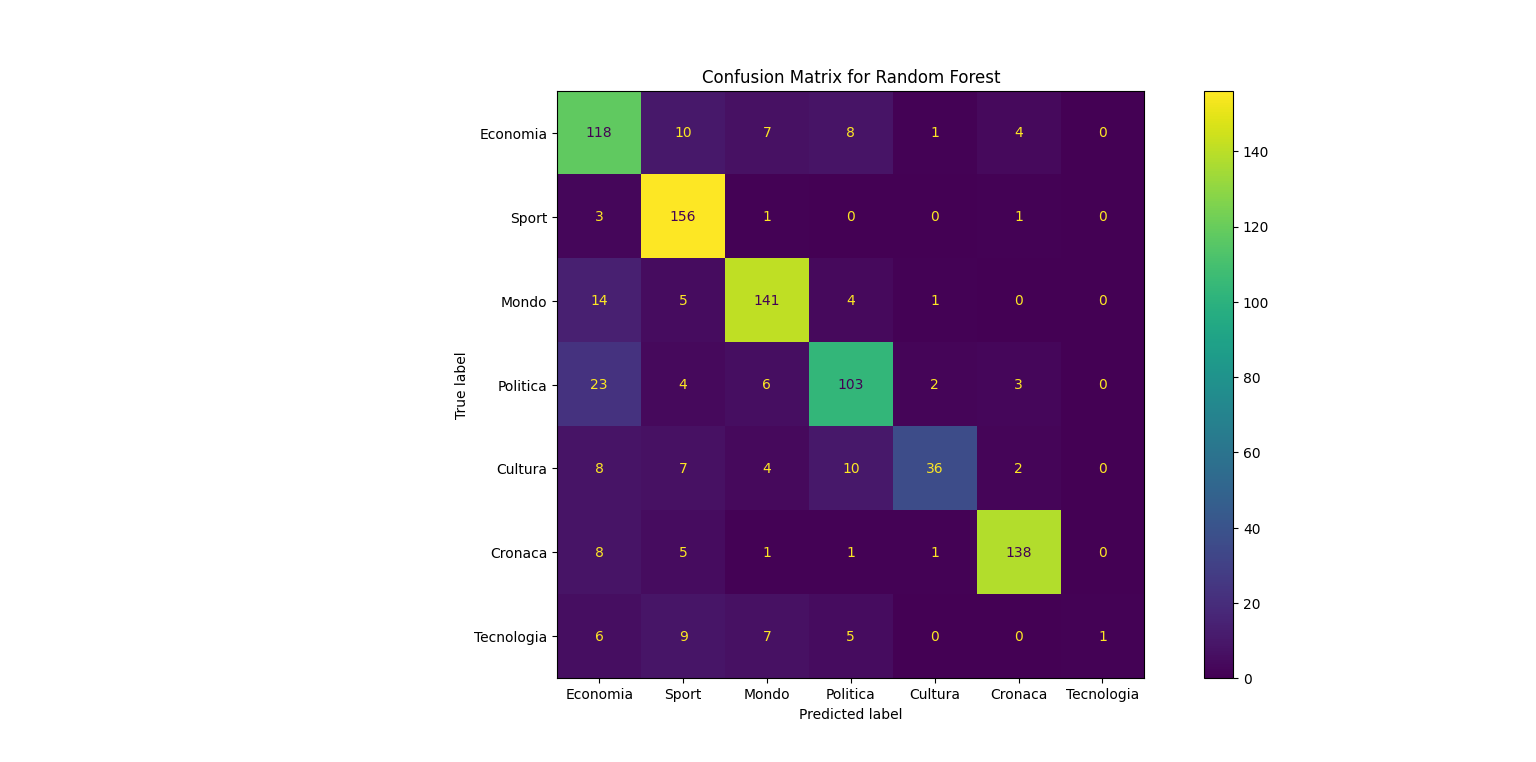 Confusion Matrix for Random Forest
Economia 118 10 7 8 1 4 0
Sport 3 156 1 0 0 1 0
Mondo 14 5 141 4 1 0 0
Politica 23 4 6 103 2 3 0
Cultura 8 7 4 10 36 2 0
Cronaca 8 5 1 1 1 138 0
Tecnologia 6 9 7 5 0 0 1
Economia Sport Mondo Politica Cultura Cronaca Tecnologia
Predicted label
True label
140
120
100
80
60
40
20
0